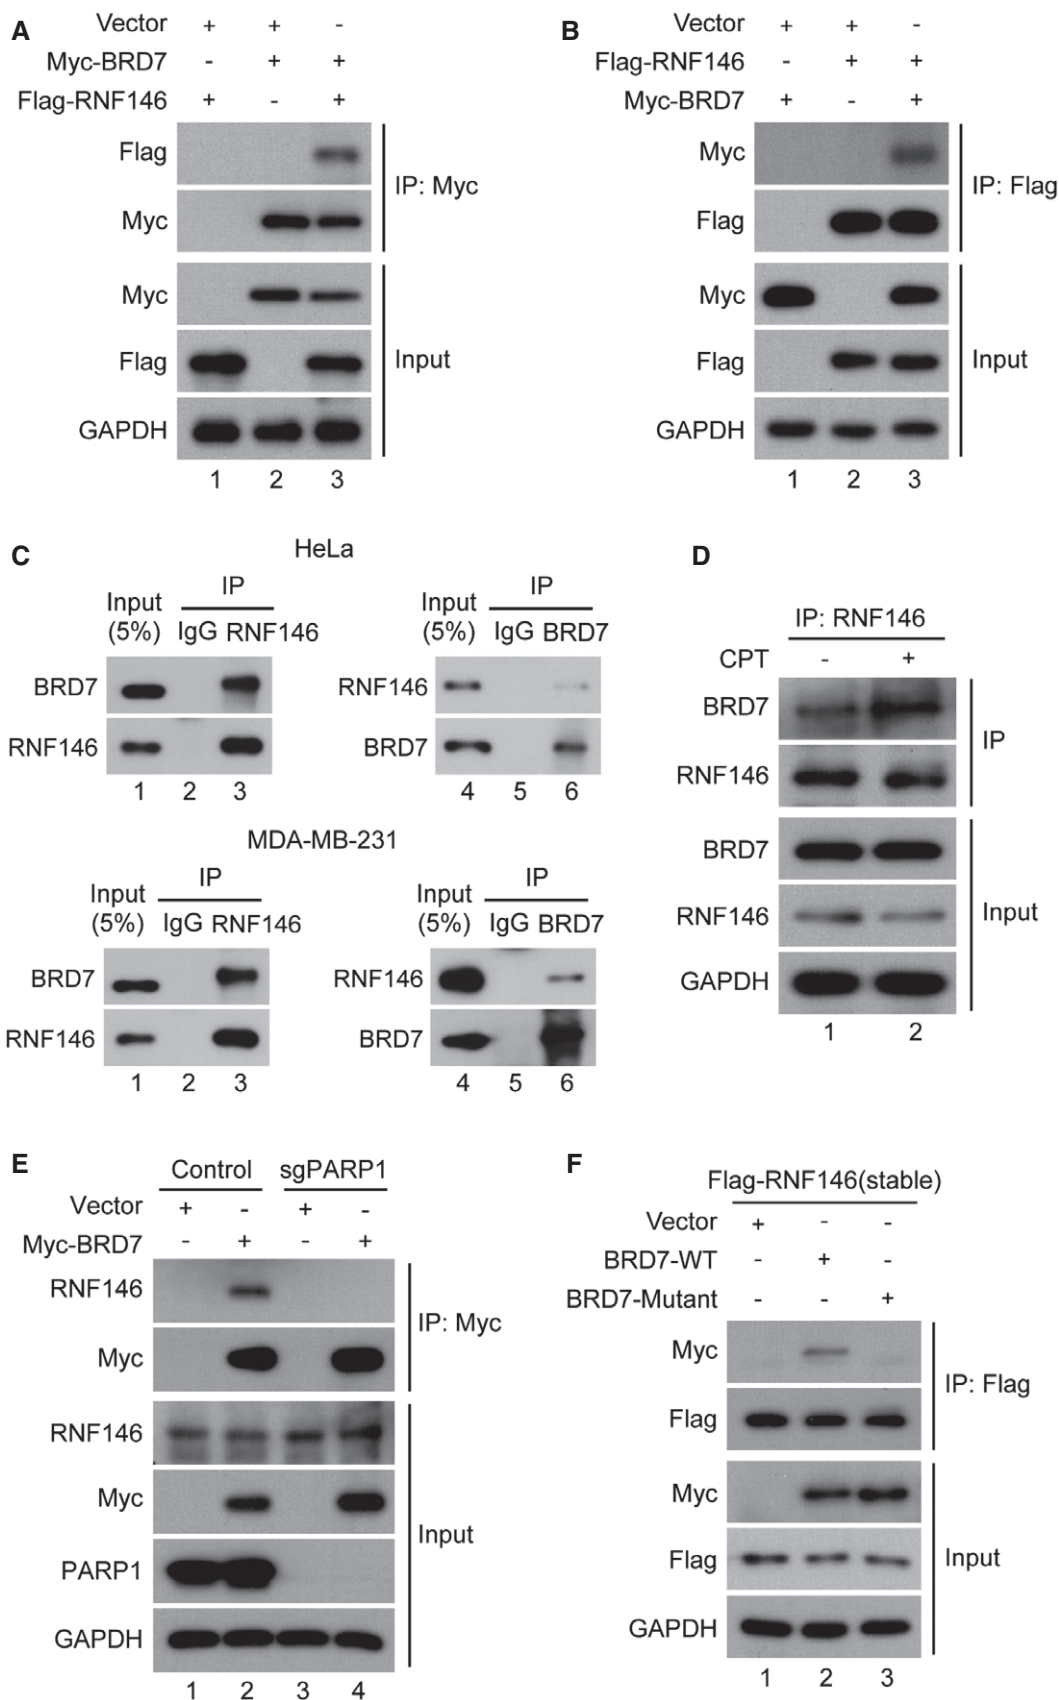 A
Vector + + -
Myc-BRD7 - + +
Flag-RNF146 + - +
Flag
Myc
IP: Myc
Myc
Flag
GAPDH
Input
1 2 3
B
Vector + + -
Flag-RNF146 - + +
Myc-BRD7 + - +
Myc
Flag
IP: Flag
Myc
Flag
GAPDH
Input
1 2 3
C
HeLa
Input (5%)
IP
IgG RNF146
BRD7
RNF146
1 2 3
Input (5%)
IP
IgG BRD7
RNF146
BRD7
4 5 6
MDA-MB-231
Input (5%)
IP
IgG RNF146
BRD7
RNF146
1 2 3
Input (5%)
IP
IgG BRD7
RNF146
BRD7
4 5 6
D
IP: RNF146
CPT - +
BRD7
RNF146
IP
BRD7
RNF146
GAPDH
Input
1 2
E
Control sgPARP1
Vector + - + -
Myc-BRD7 - + - +
RNF146
Myc
IP: Myc
RNF146
Myc
PARP1
GAPDH
Input
1 2 3 4
F
Flag-RNF146(stable)
Vector + - -
BRD7-WT - + -
BRD7-Mutant - - +
Myc
Flag
IP: Flag
Myc
Flag
GAPDH
Input
1 2 3